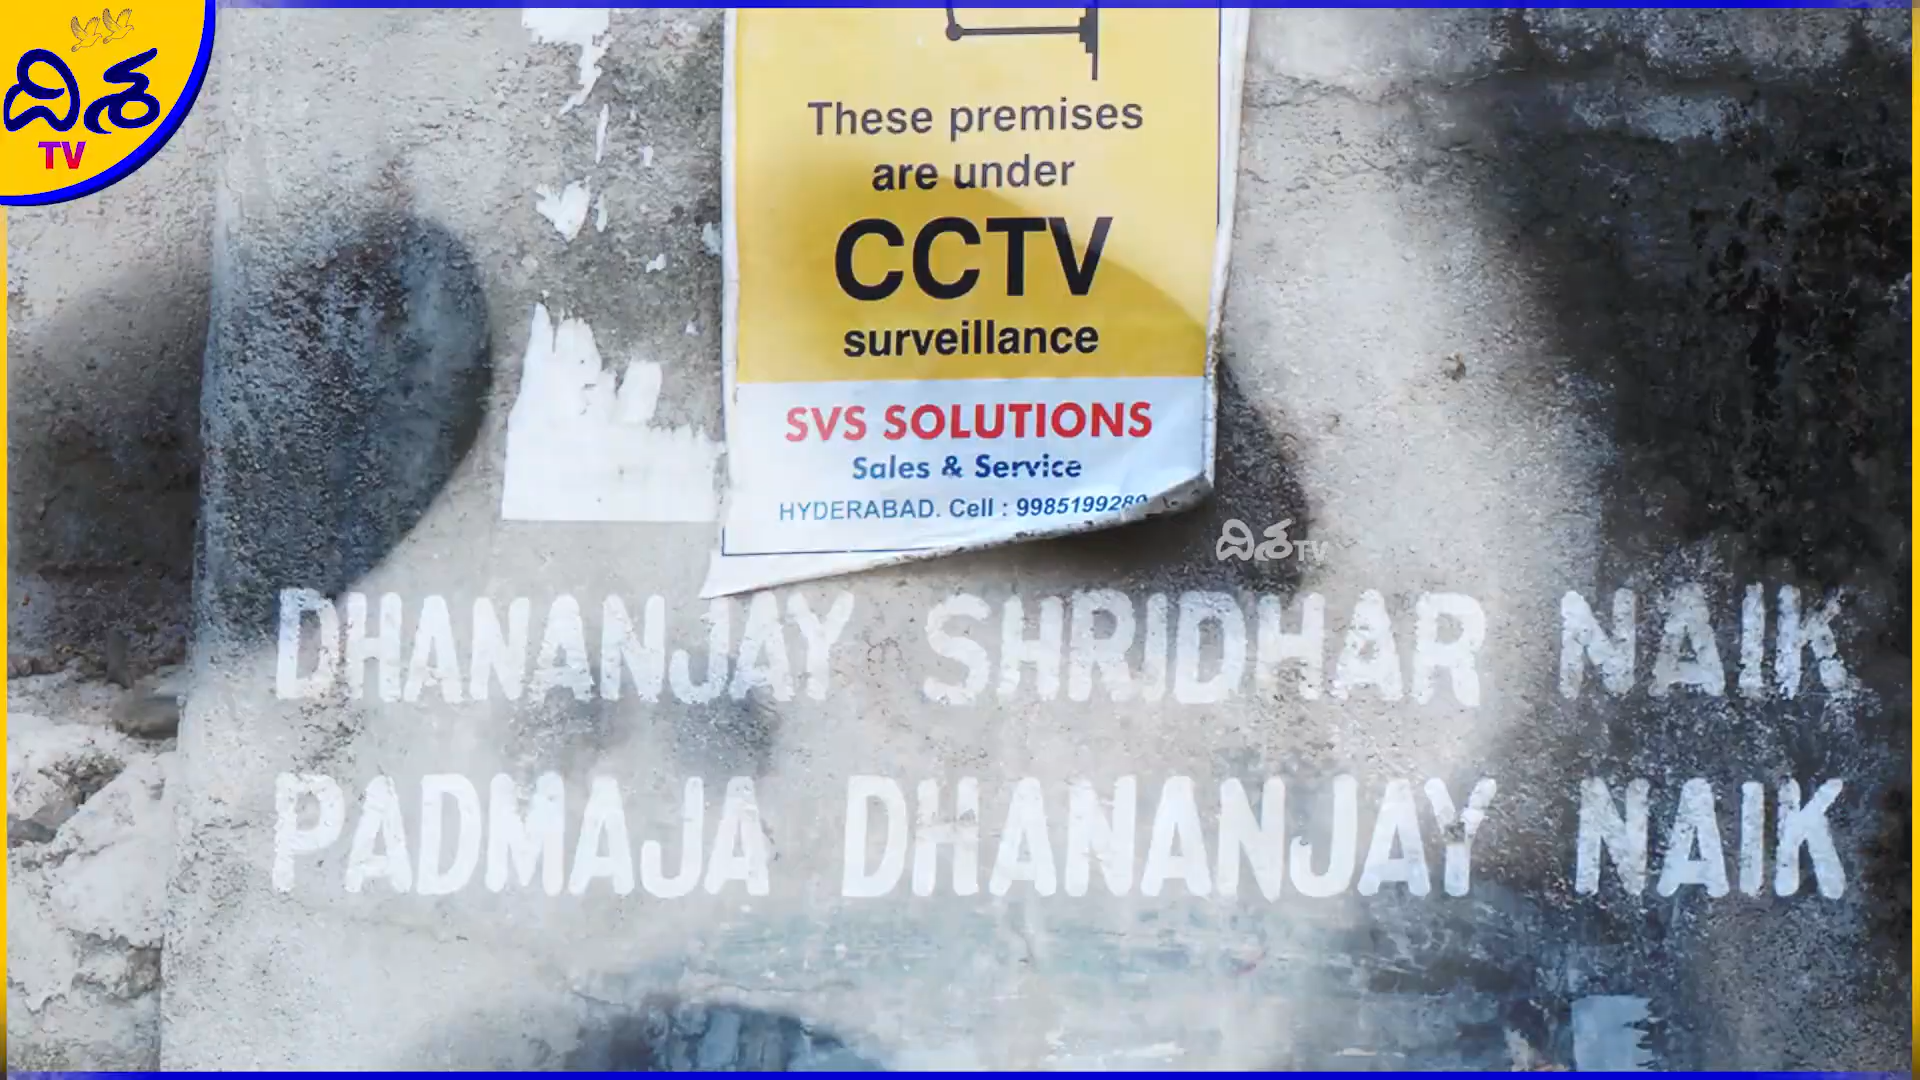 దిశ
TV
These premises
are under
CCTV
surveillance
SVS SOLUTIONS
Sales & Service
HYDERABAD. Cell : 9985199289
దిశTV
DHANANJAY SHRIDHAR NAIK
PADMAJA DHANANJAY NAIK